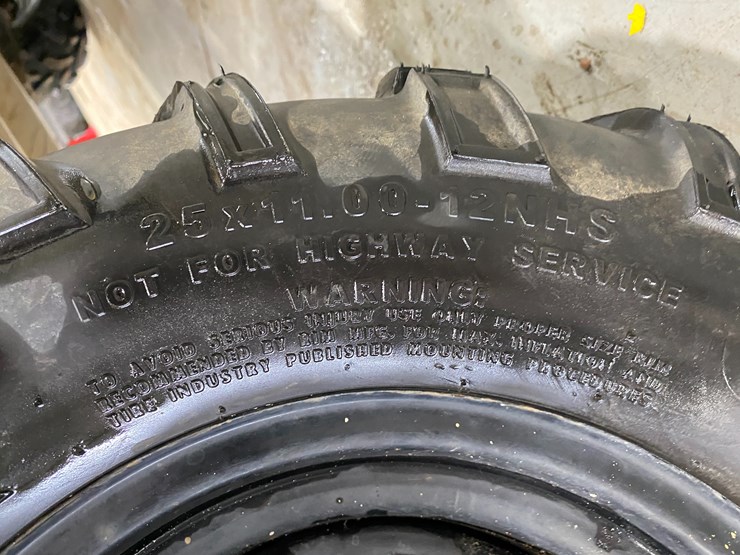 25x11.00-12NHS
NOT FOR HIGHWAY SERVICE
WARNING:
TO AVOID SERIOUS INJURY USE ONLY PROPER SIZE RIM
RECOMMENDED BY RIM MFS. FOR MAX. INFLATION AND
TIRE INDUSTRY PUBLISHED MOUNTING PROCEDURES.